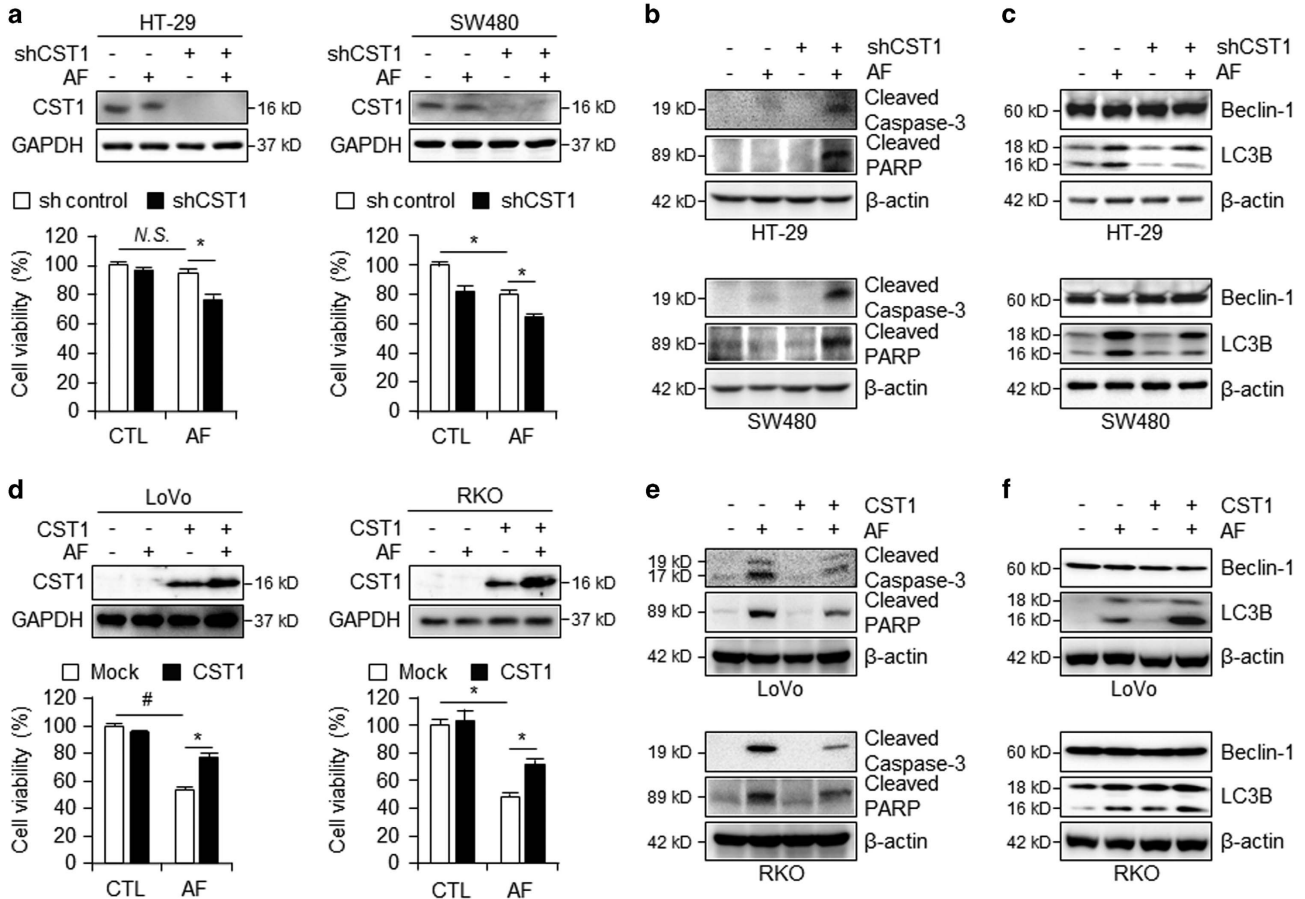 a
HT-29
shCST1 - - + +
AF - + - +
CST1 16 kD
GAPDH 37 kD
sh control shCST1
N.S.
*
Cell viability (%)
120
100
80
60
40
20
0
CTL AF
SW480
shCST1 - - + +
AF - + - +
CST1 16 kD
GAPDH 37 kD
sh control shCST1
*
*
Cell viability (%)
120
100
80
60
40
20
0
CTL AF
b
- - + + shCST1
- + - + AF
19 kD Cleaved
Caspase-3
89 kD Cleaved
PARP
42 kD β-actin
HT-29
19 kD Cleaved
Caspase-3
89 kD Cleaved
PARP
42 kD β-actin
SW480
c
- - + + shCST1
- + - + AF
60 kD Beclin-1
18 kD
16 kD LC3B
42 kD β-actin
HT-29
60 kD Beclin-1
18 kD
16 kD LC3B
42 kD β-actin
SW480
d
LoVo
CST1 - - + +
AF - + - +
CST1 16 kD
GAPDH 37 kD
Mock CST1
#
*
Cell viability (%)
120
100
80
60
40
20
0
CTL AF
RKO
CST1 - - + +
AF - + - +
CST1 16 kD
GAPDH 37 kD
Mock CST1
*
*
Cell viability (%)
120
100
80
60
40
20
0
CTL AF
e
- - + + CST1
- + - + AF
19 kD Cleaved
17 kD Caspase-3
89 kD Cleaved
PARP
42 kD β-actin
LoVo
19 kD Cleaved
Caspase-3
89 kD Cleaved
PARP
42 kD β-actin
RKO
f
- - + + CST1
- + - + AF
60 kD Beclin-1
18 kD
16 kD LC3B
42 kD β-actin
LoVo
60 kD Beclin-1
18 kD
16 kD LC3B
42 kD β-actin
RKO